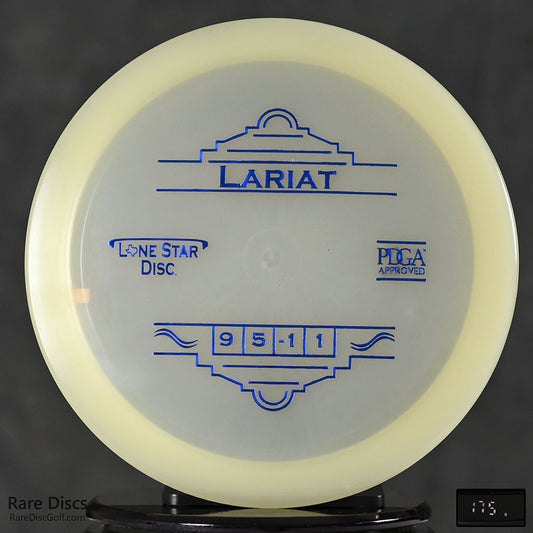 LARIAT
LONE STAR
DISC.
PDGA
APPROVED
9 5 -1 1
Rare Discs
RareDiscGolf.com
175